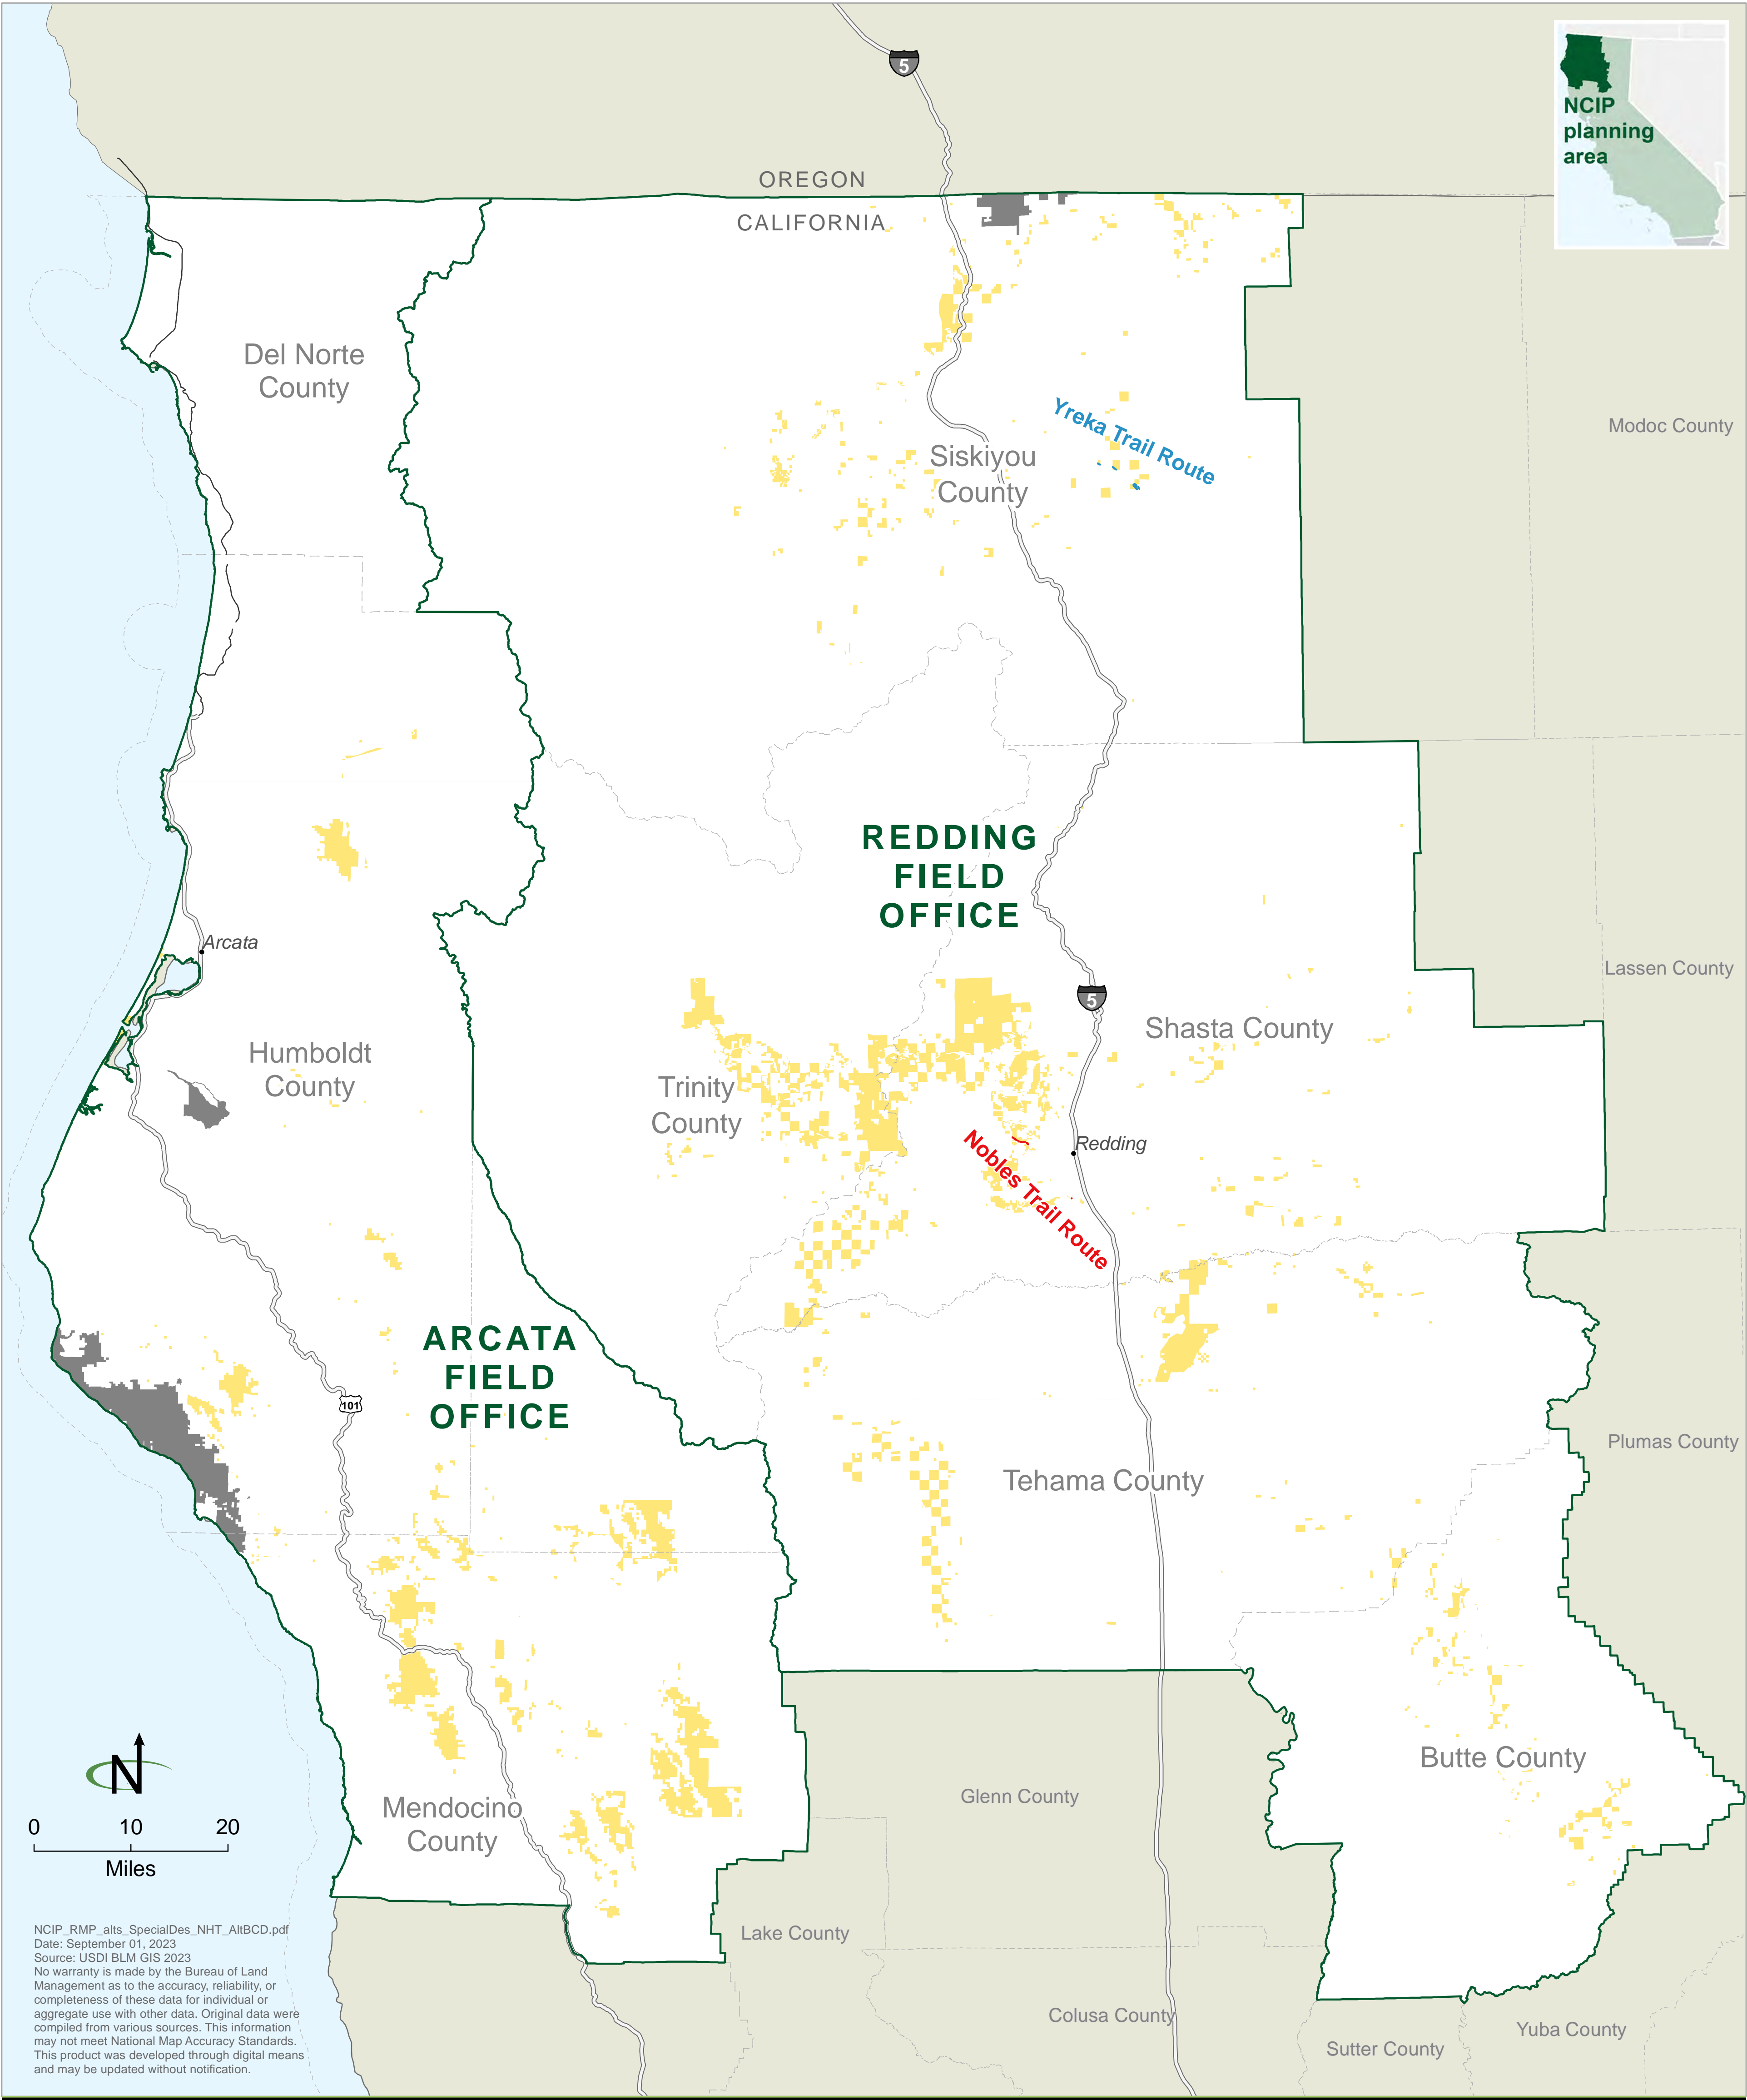 5
NCIP
planning
area
OREGON
CALIFORNIA
Del Norte
County
Yreka Trail Route
Modoc County
Siskiyou
County
REDDING
FIELD
OFFICE
Arcata
Lassen County
5
Shasta County
Humboldt
County
Trinity
County
Redding
Nobles Trail Route
ARCATA
FIELD
OFFICE
101
Plumas County
Tehama County
Butte County
N
Glenn County
Mendocino
County
0 10 20
Miles
Lake County
NCIP_RMP_alts_SpecialDes_NHT_AltBCD.pdf
Date: September 01, 2023
Source: USDI BLM GIS 2023
No warranty is made by the Bureau of Land
Management as to the accuracy, reliability, or
completeness of these data for individual or
aggregate use with other data. Original data were
compiled from various sources. This information
may not meet National Map Accuracy Standards.
This product was developed through digital means
and may be updated without notification.
Colusa County
Yuba County
Sutter County